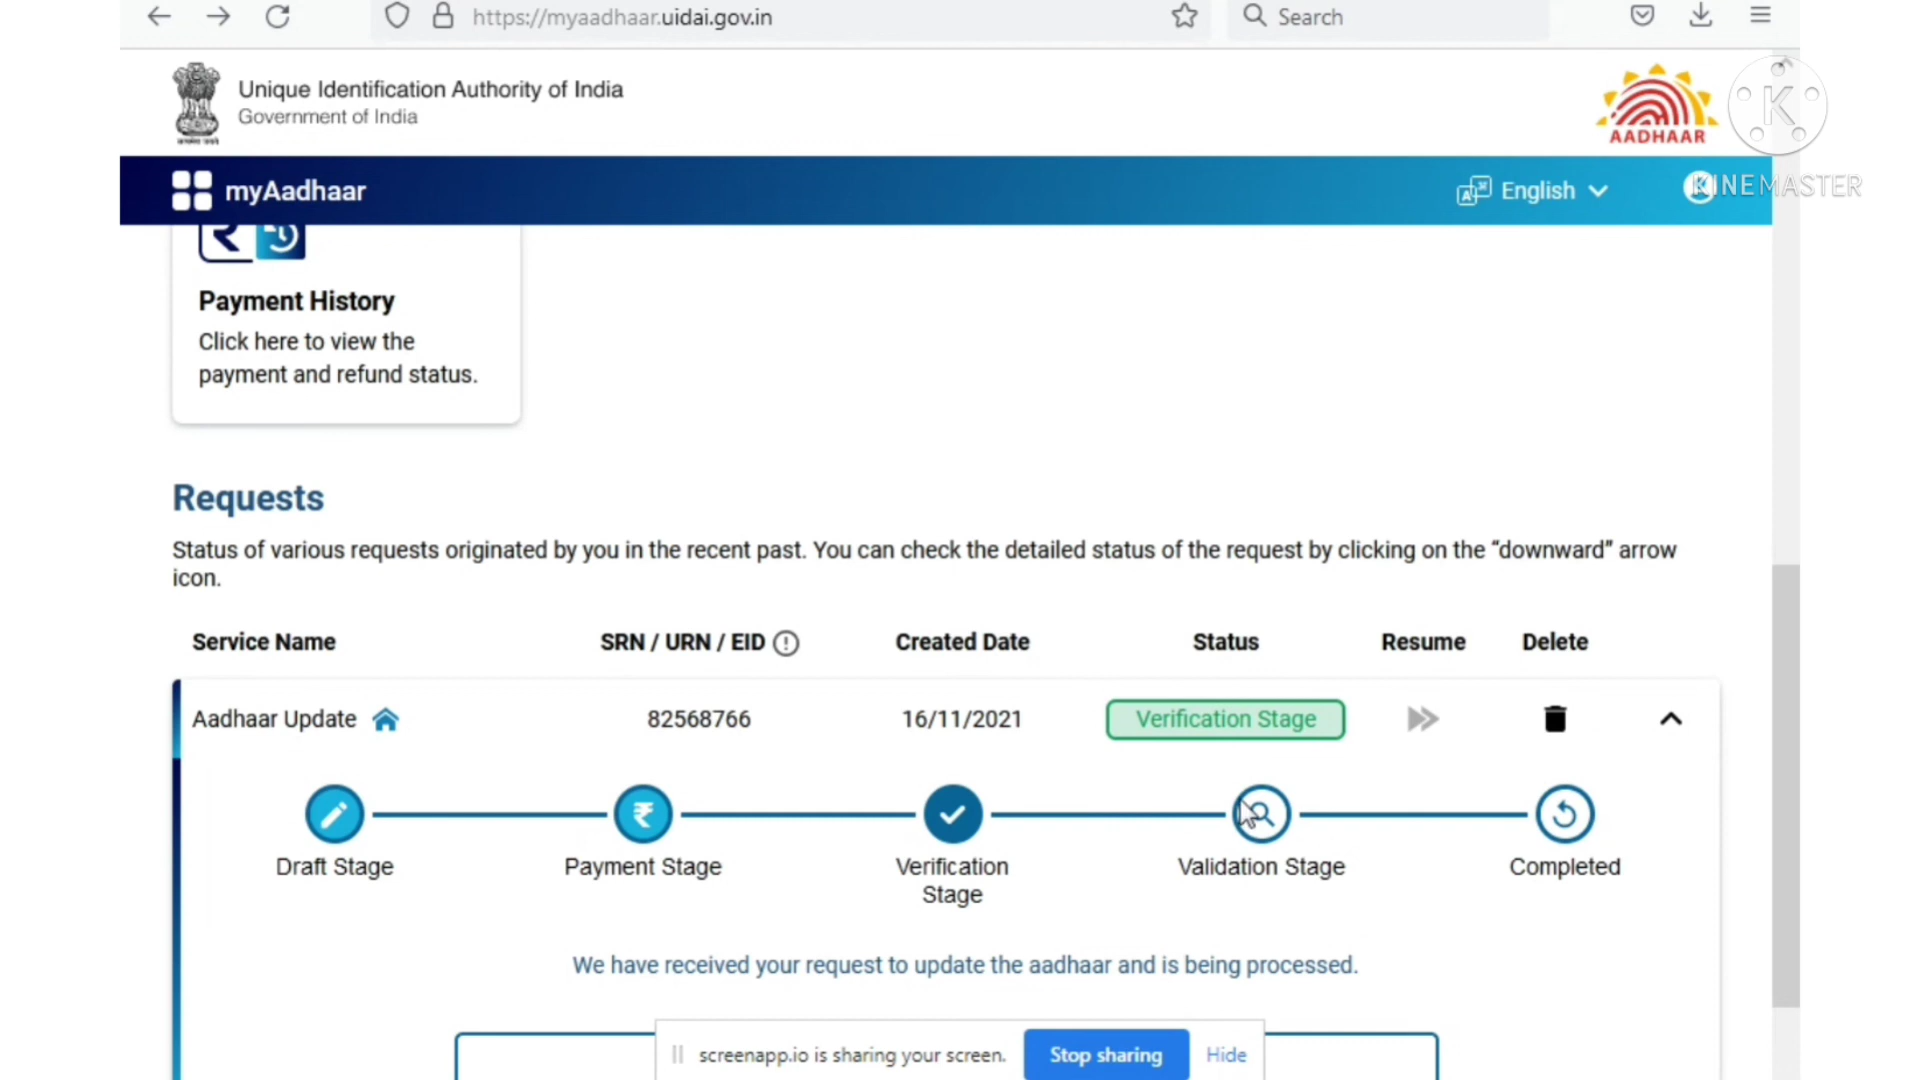 https://myaadhaar.uidai.gov.in
Search
Unique Identification Authority of India
Government of India
AADHAAR
K
KINEMASTER
myAadhaar
English
Payment History
Click here to view the
payment and refund status.
Requests
Status of various requests originated by you in the recent past. You can check the detailed status of the request by clicking on the “downward” arrow
icon.
Service Name SRN / URN / EID Created Date Status Resume Delete
Aadhaar Update 82568766 16/11/2021 Verification Stage
₹
Draft Stage Payment Stage Verification Validation Stage Completed
Stage
We have received your request to update the aadhaar and is being processed.
screenapp.io is sharing your screen. Stop sharing Hide